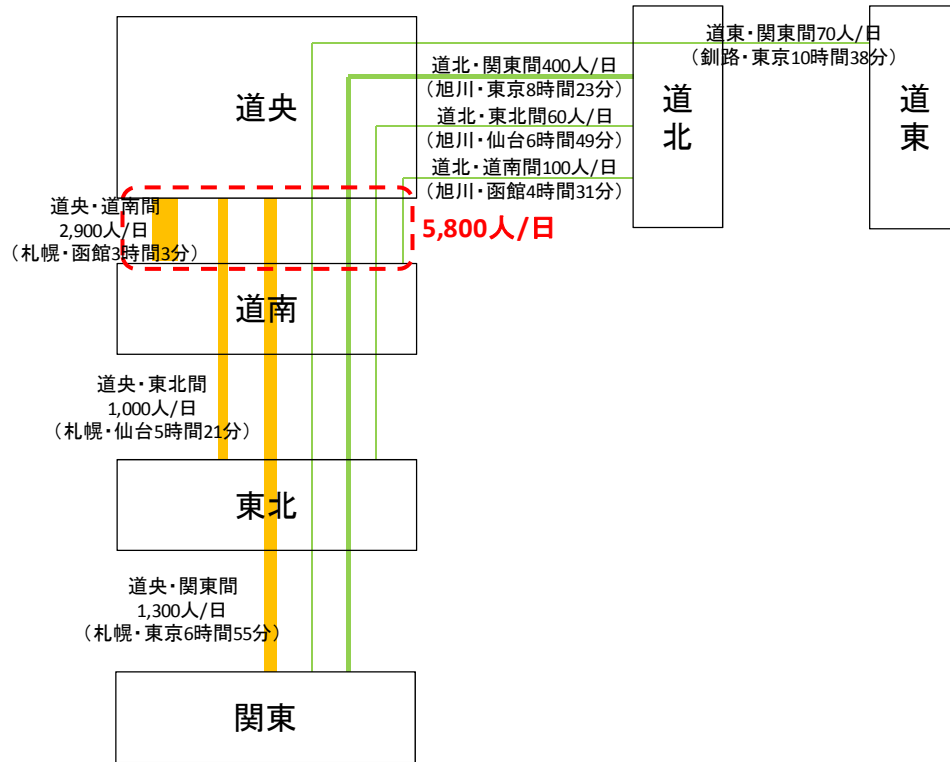 道東・関東間70人/日
（釧路・東京10時間38分）
道北・関東間400人/日
（旭川・東京8時間23分）
道央
道北
道東
道北・東北間60人/日
（旭川・仙台6時間49分）
道北・道南間100人/日
（旭川・函館4時間31分）
道央・道南間
2,900人/日
（札幌・函館3時間3分）
5,800人/日
道南
道央・東北間
1,000人/日
（札幌・仙台5時間21分）
東北
道央・関東間
1,300人/日
（札幌・東京6時間55分）
関東